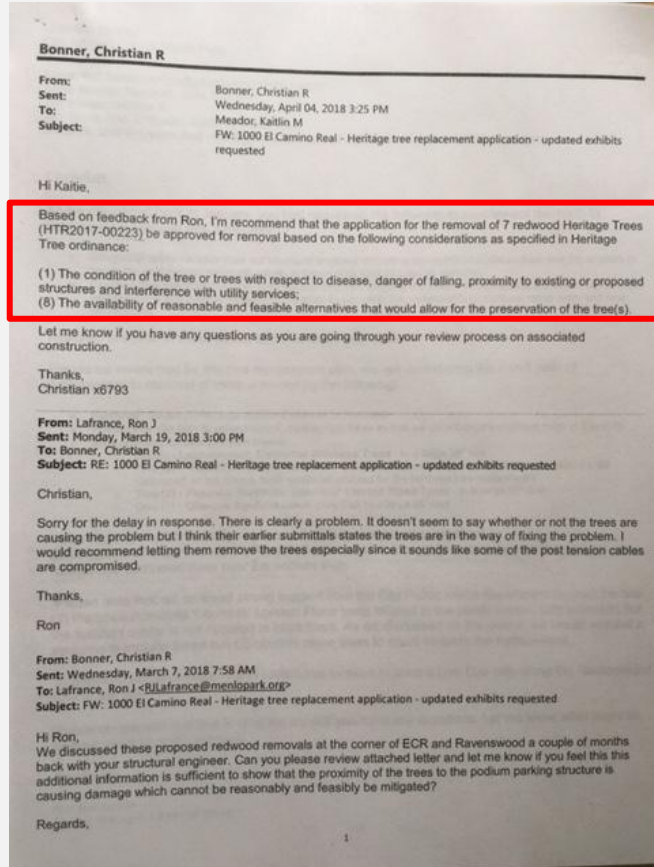 Bonner, Christian R
From: Bonner, Christian R
Sent: Wednesday, April 04, 2018 3:25 PM
To: Meador, Kaitlin M
Subject: FW: 1000 El Camino Real - Heritage tree replacement application - updated exhibits
requested
Hi Kaitie,
Based on feedback from Ron, I'm recommend that the application for the removal of 7 redwood Heritage Trees
(HTR2017-00223) be approved for removal based on the following considerations as specified in Heritage
Tree ordinance:
(1) The condition of the tree or trees with respect to disease, danger of falling, proximity to existing or proposed
structures and interference with utility services;
(8) The availability of reasonable and feasible alternatives that would allow for the preservation of the tree(s).
Let me know if you have any questions as you are going through your review process on associated
construction.
Thanks,
Christian x6793
From: Lafrance, Ron J
Sent: Monday, March 19, 2018 3:00 PM
To: Bonner, Christian R
Subject: RE: 1000 El Camino Real - Heritage tree replacement application - updated exhibits requested
Christian,
Sorry for the delay in response. There is clearly a problem. It doesn't seem to say whether or not the trees are
causing the problem but I think their earlier submittals states the trees are in the way of fixing the problem. I
would recommend letting them remove the trees especially since it sounds like some of the post tension cables
are compromised.
Thanks,
Ron
From: Bonner, Christian R
Sent: Wednesday, March 7, 2018 7:58 AM
To: Lafrance, Ron J <RJLafrance@menlopark.org>
Subject: FW: 1000 El Camino Real - Heritage tree replacement application - updated exhibits requested
Hi Ron,
We discussed these proposed redwood removals at the corner of ECR and Ravenswood a couple of months
back with your structural engineer. Can you please review attached letter and let me know if you feel this this
additional information is sufficient to show that the proximity of the trees to the podium parking structure is
causing damage which cannot be reasonably and feasibly be mitigated?
Regards,
1